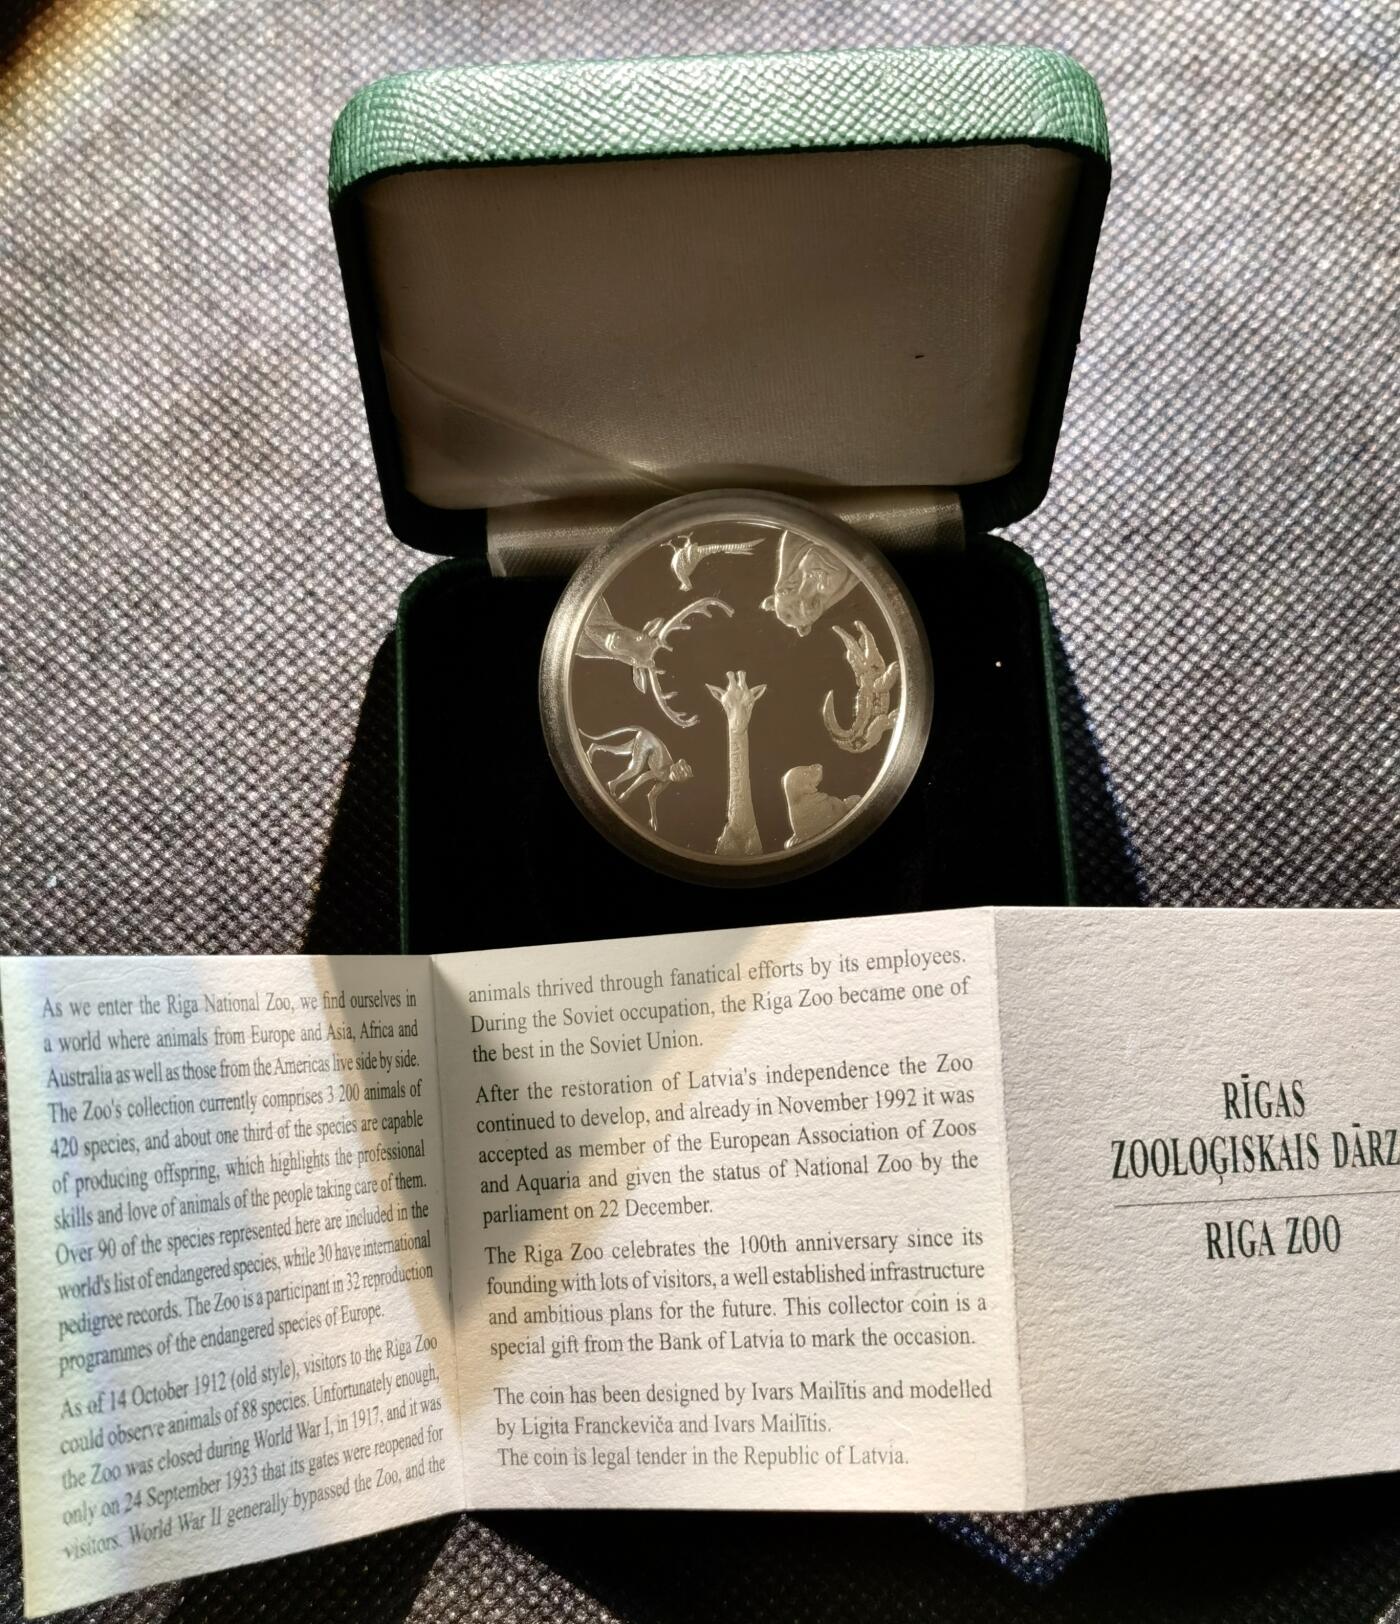 As we enter the Riga National Zoo, we find ourselves in
a world where animals from Europe and Asia, Africa and
Australia as well as those from the Americas live side by side.
The Zoo's collection currently comprises 3 200 animals of
420 species, and about one third of the species are capable
of producing offspring, which highlights the professional
skills and love of animals of the people taking care of them.
Over 90 of the species represented here are included in the
world's list of endangered species, while 30 have international
pedigree records. The Zoo is a participant in 32 reproduction
programmes of the endangered species of Europe.
As of 14 October 1912 (old style), visitors to the Riga Zoo
could observe animals of 88 species. Unfortunately enough,
the Zoo was closed during World War I, in 1917, and it was
only on 24 September 1933 that its gates were reopened for
visitors. World War II generally bypassed the Zoo, and the
animals thrived through fanatical efforts by its employees.
During the Soviet occupation, the Riga Zoo became one of
the best in the Soviet Union.
After the restoration of Latvia's independence the Zoo
continued to develop, and already in November 1992 it was
accepted as member of the European Association of Zoos
and Aquaria and given the status of National Zoo by the
parliament on 22 December.
The Riga Zoo celebrates the 100th anniversary since its
founding with lots of visitors, a well established infrastructure
and ambitious plans for the future. This collector coin is a
special gift from the Bank of Latvia to mark the occasion.
The coin has been designed by Ivars Mailītis and modelled
by Ligita Franckeviča and Ivars Mailītis.
The coin is legal tender in the Republic of Latvia.
RĪGAS
ZOOLOĢISKAIS DĀRZ
RIGA ZOO